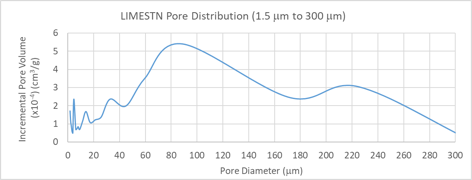 LIMESTN Pore Distribution (1.5 µm to 300 µm)
Incremental Pore Volume
(x10⁻⁶) (cm³/g)
6
5
4
3
2
1
0
0 20 40 60 80 100 120 140 160 180 200 220 240 260 280 300
Pore Diameter (µm)